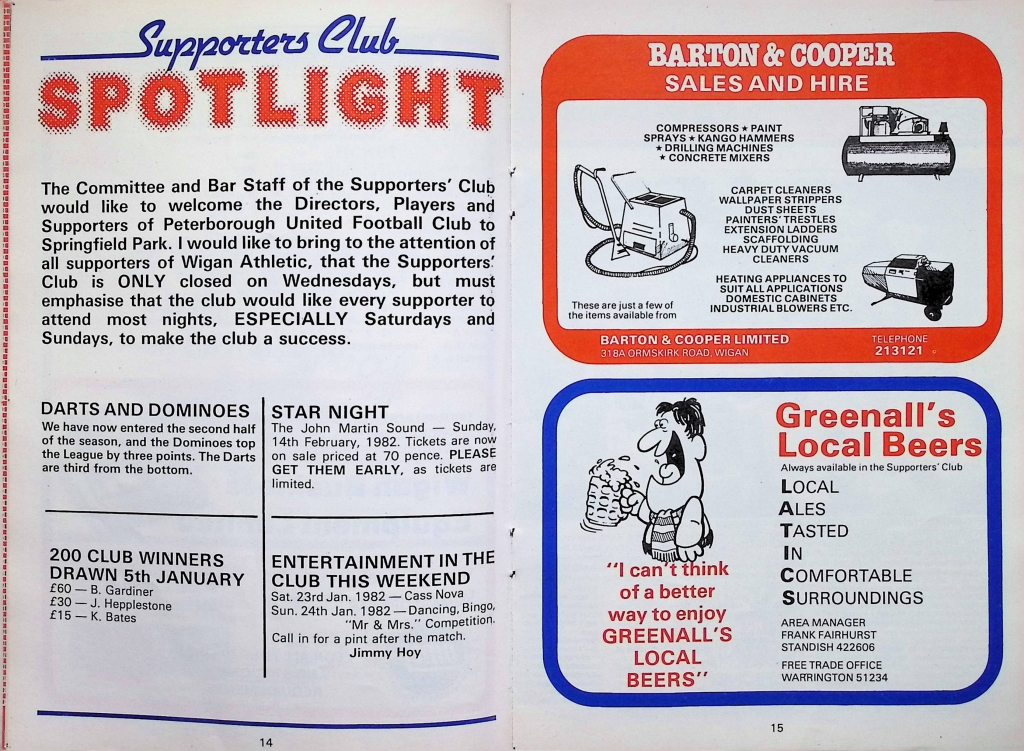 Supporters Club
SPOTLIGHT
The Committee and Bar Staff of the Supporters' Club
would like to welcome the Directors, Players and
Supporters of Peterborough United Football Club to
Springfield Park. I would like to bring to the attention of
all supporters of Wigan Athletic, that the Supporters'
Club is ONLY closed on Wednesdays, but must
emphasise that the club would like every supporter to
attend most nights, ESPECIALLY Saturdays and
Sundays, to make the club a success.
DARTS AND DOMINOES
We have now entered the second half
of the season, and the Dominoes top
the League by three points. The Darts
are third from the bottom.
STAR NIGHT
The John Martin Sound — Sunday,
14th February, 1982. Tickets are now
on sale priced at 70 pence. PLEASE
GET THEM EARLY, as tickets are
limited.
200 CLUB WINNERS
DRAWN 5th JANUARY
£60 — B. Gardiner
£30 — J. Hepplestone
£15 — K. Bates
ENTERTAINMENT IN THE
CLUB THIS WEEKEND
Sat. 23rd Jan. 1982 — Cass Nova
Sun. 24th Jan. 1982 — Dancing, Bingo,
"Mr & Mrs." Competition.
Call in for a pint after the match.
Jimmy Hoy
14
BARTON & COOPER
SALES AND HIRE
COMPRESSORS ★ PAINT
SPRAYS ★ KANGO HAMMERS
★ DRILLING MACHINES
★ CONCRETE MIXERS
CARPET CLEANERS
WALLPAPER STRIPPERS
DUST SHEETS
PAINTERS' TRESTLES
EXTENSION LADDERS
SCAFFOLDING
HEAVY DUTY VACUUM
CLEANERS
HEATING APPLIANCES TO
SUIT ALL APPLICATIONS
DOMESTIC CABINETS
INDUSTRIAL BLOWERS ETC.
These are just a few of
the items available from
BARTON & COOPER LIMITED
318A ORMSKIRK ROAD, WIGAN
TELEPHONE
213121
Greenall's
Local Beers
Always available in the Supporters' Club
LOCAL
ALES
TASTED
IN
COMFORTABLE
SURROUNDINGS
"I can't think
of a better
way to enjoy
GREENALL'S
LOCAL
BEERS"
AREA MANAGER
FRANK FAIRHURST
STANDISH 422606
FREE TRADE OFFICE
WARRINGTON 51234
15